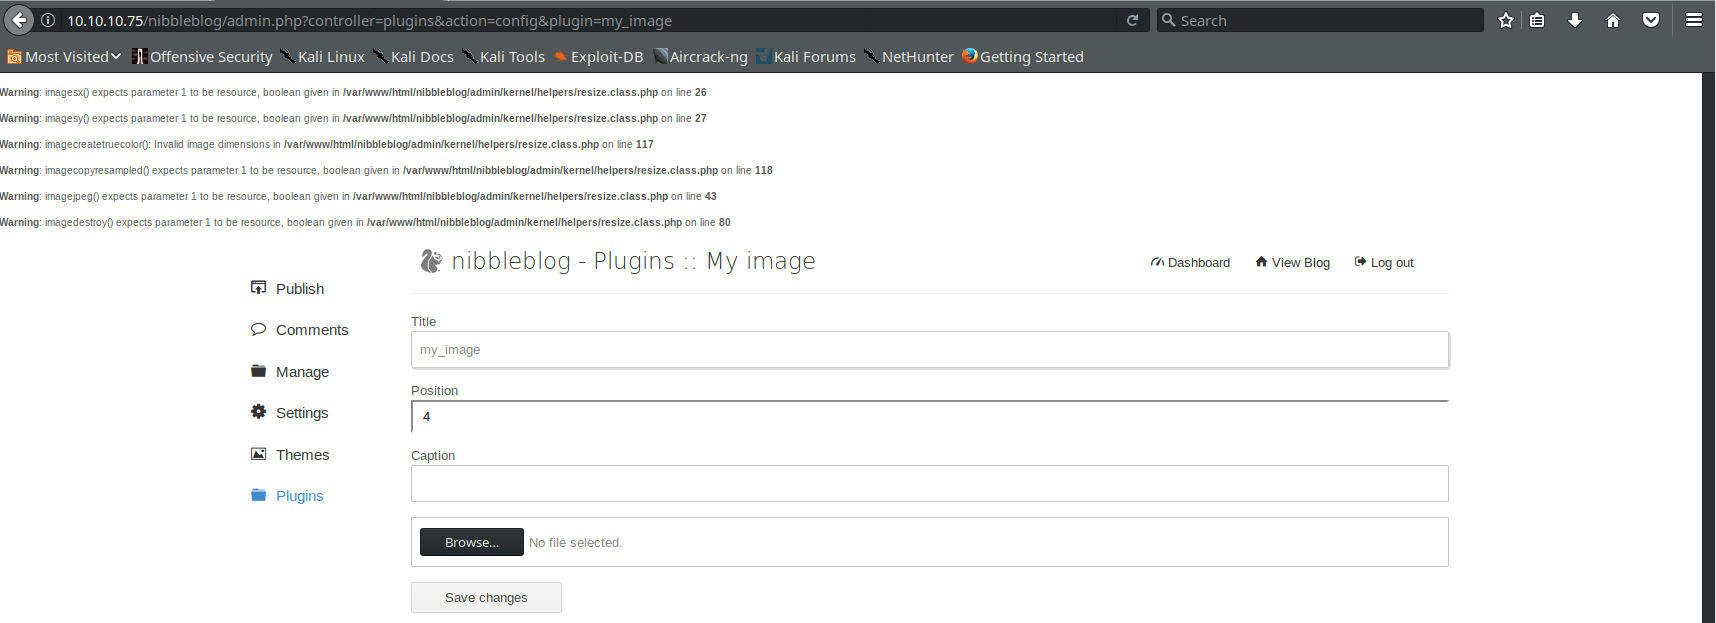 10.10.10.75/nibbleblog/admin.php?controller=plugins&action=config&plugin=my_image Search
Most Visited Offensive Security Kali Linux Kali Docs Kali Tools Exploit-DB Aircrack-ng Kali Forums NetHunter Getting Started
Warning: imagesx() expects parameter 1 to be resource, boolean given in /var/www/html/nibbleblog/admin/kernel/helpers/resize.class.php on line 26
Warning: imagesy() expects parameter 1 to be resource, boolean given in /var/www/html/nibbleblog/admin/kernel/helpers/resize.class.php on line 27
Warning: imagecreatetruecolor(): Invalid image dimensions in /var/www/html/nibbleblog/admin/kernel/helpers/resize.class.php on line 117
Warning: imagecopyresampled() expects parameter 1 to be resource, boolean given in /var/www/html/nibbleblog/admin/kernel/helpers/resize.class.php on line 118
Warning: imagejpeg() expects parameter 1 to be resource, boolean given in /var/www/html/nibbleblog/admin/kernel/helpers/resize.class.php on line 43
Warning: imagedestroy() expects parameter 1 to be resource, boolean given in /var/www/html/nibbleblog/admin/kernel/helpers/resize.class.php on line 80
nibbleblog - Plugins :: My image
Dashboard View Blog Log out
Publish
Comments
Manage
Settings
Themes
Plugins
Title
my_image
Position
4
Caption
Browse... No file selected.
Save changes